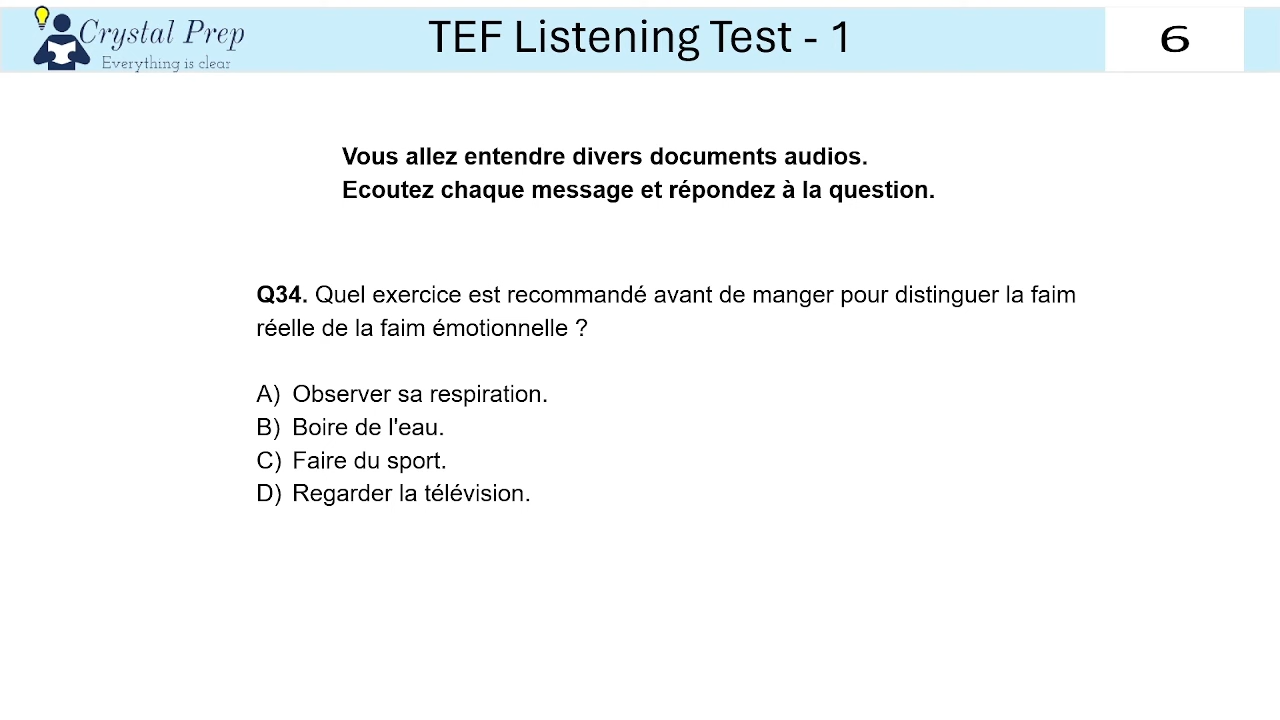 Crystal Prep
Everything is clear
TEF Listening Test - 1
6
Vous allez entendre divers documents audios.
Ecoutez chaque message et répondez à la question.
Q34. Quel exercice est recommandé avant de manger pour distinguer la faim
réelle de la faim émotionnelle ?
A) Observer sa respiration.
B) Boire de l'eau.
C) Faire du sport.
D) Regarder la télévision.